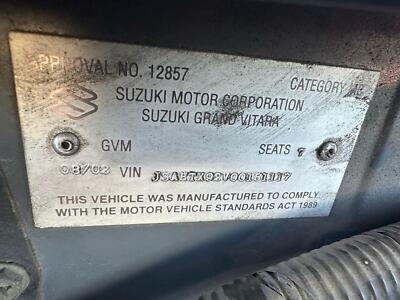 APPROVAL NO. 12857
CATEGORY
SUZUKI MOTOR CORPORATION
SUZUKI GRAND VITARA
GVM SEATS 7
08/02 VIN
THIS VEHICLE WAS MANUFACTURED TO COMPLY
WITH THE MOTOR VEHICLE STANDARDS ACT 1989